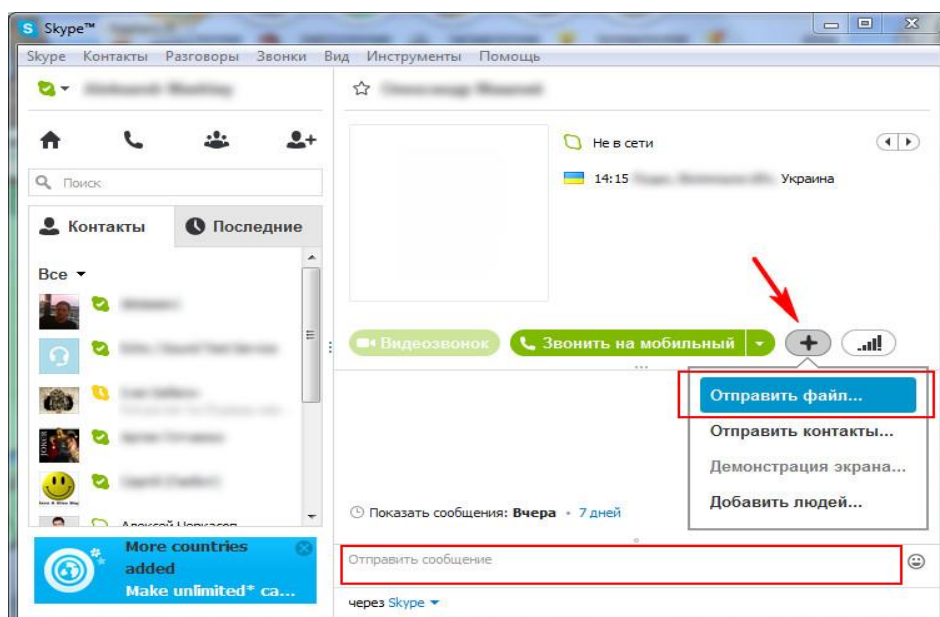 Skype™
Skype Контакты Разговоры Звонки Вид Инструменты Помощь
Не в сети
14:15
Украина
Поиск
Контакты
Последние
Все
Видеозвонок
Звонить на мобильный
Отправить файл...
Отправить контакты...
Демонстрация экрана...
Добавить людей...
Показать сообщения: Вчера • 7 дней
Алексей
More countries
added
Make unlimited* ca...
Отправить сообщение
через Skype